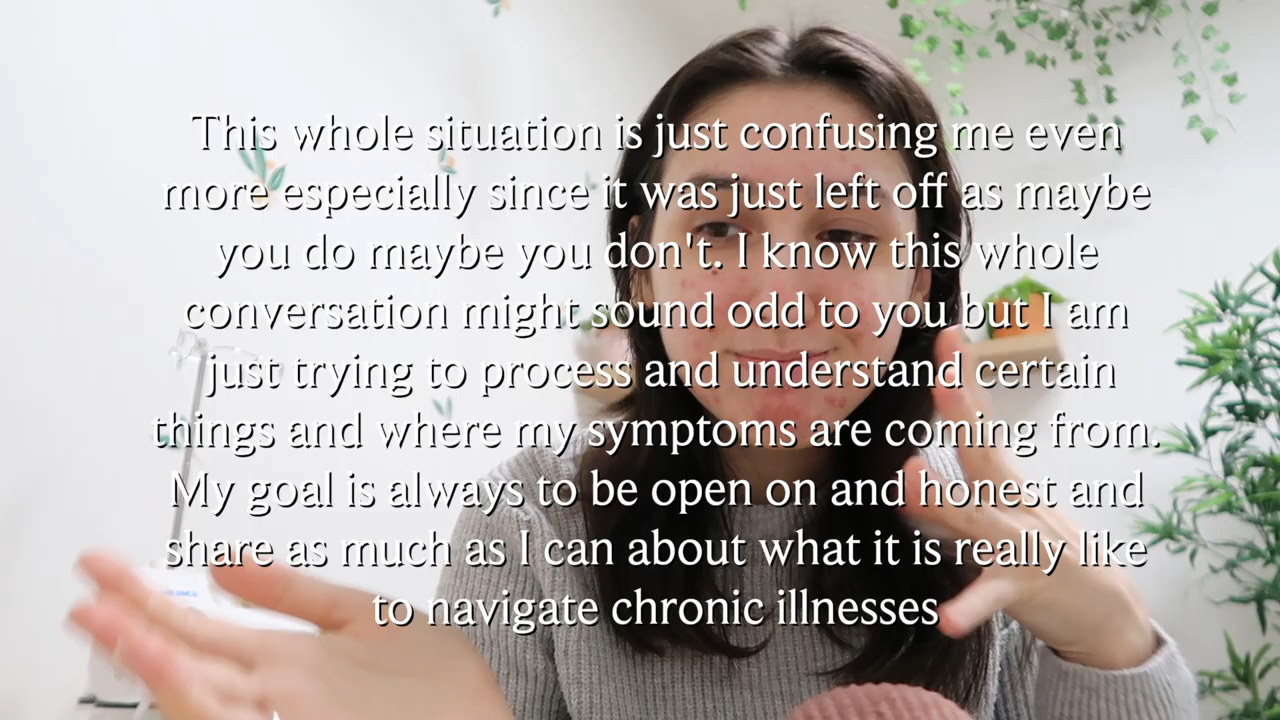 This whole situation is just confusing me even
more especially since it was just left off as maybe
you do maybe you don't. I know this whole
conversation might sound odd to you but I am
just trying to process and understand certain
things and where my symptoms are coming from.
My goal is always to be open on and honest and
share as much as I can about what it is really like
to navigate chronic illnesses